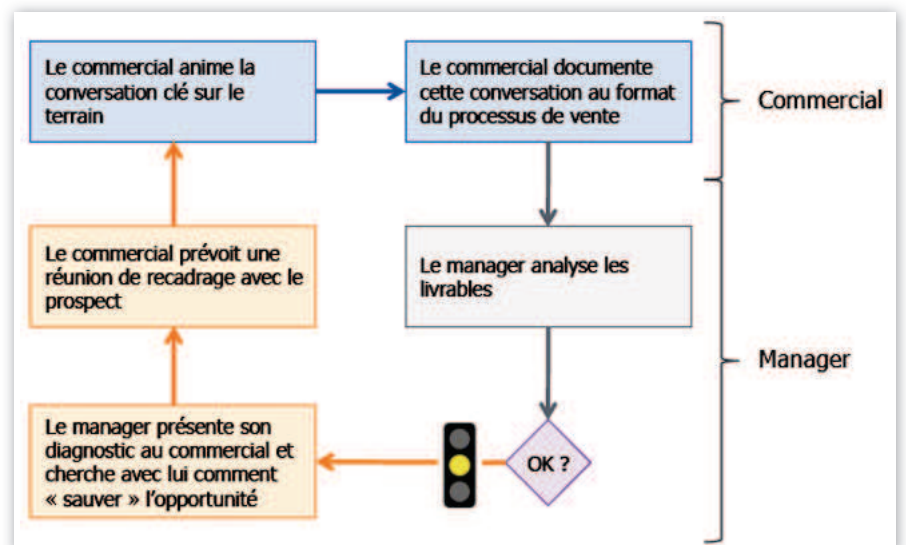 Le commercial anime la
conversation clé sur le
terrain
Le commercial documente
cette conversation au format
du processus de vente
Commercial
Le commercial prévoit une
réunion de recadrage avec le
prospect
Le manager analyse les
livrables
Manager
Le manager présente son
diagnostic au commercial et
cherche avec lui comment
« sauver » l'opportunité
OK ?